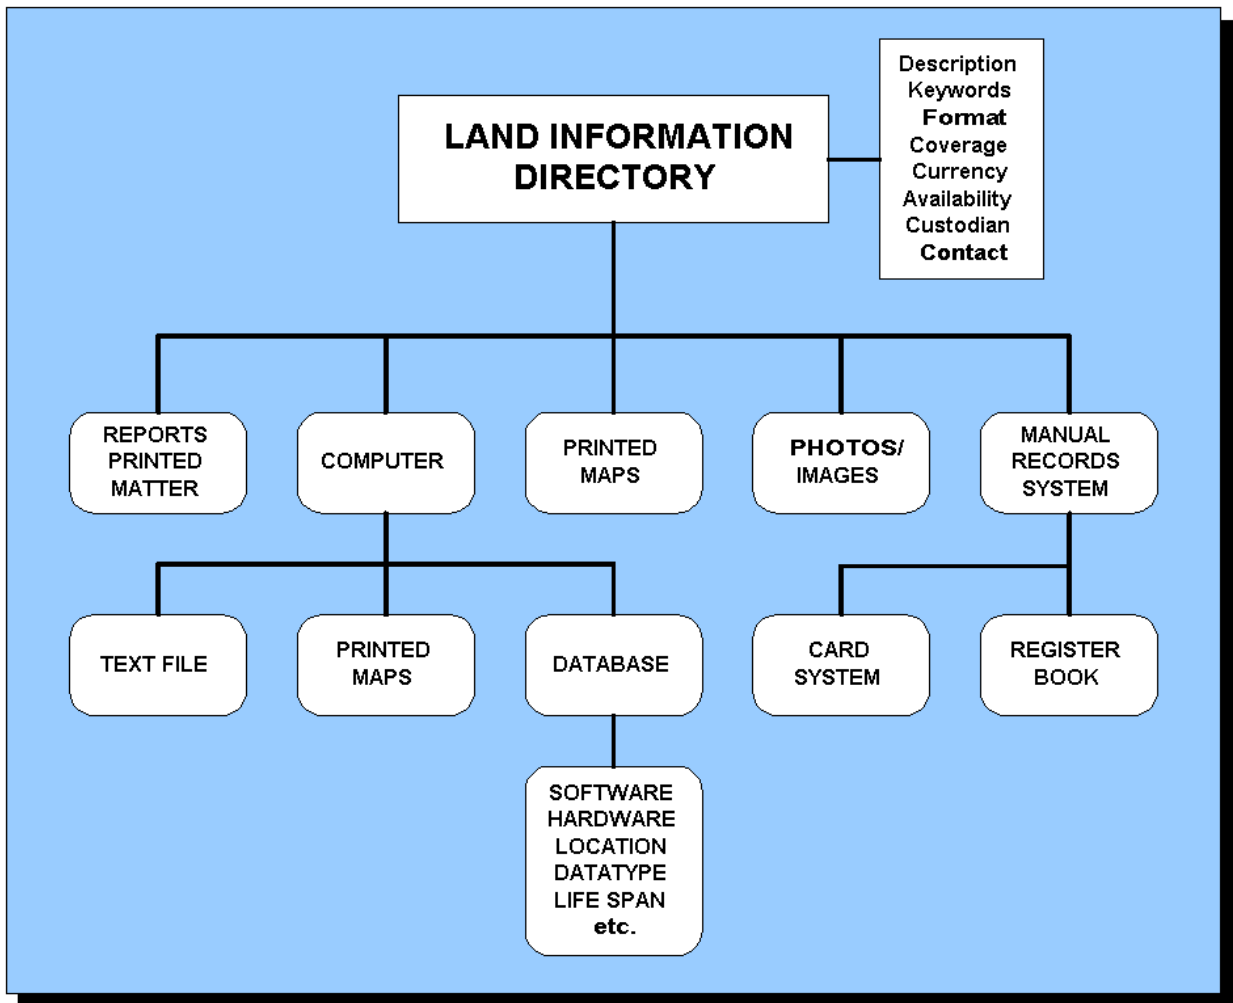 LAND INFORMATION
DIRECTORY
Description
Keywords
Format
Coverage
Currency
Availability
Custodian
Contact
REPORTS
PRINTED
MATTER
COMPUTER
PRINTED
MAPS
PHOTOS/
IMAGES
MANUAL
RECORDS
SYSTEM
TEXT FILE
PRINTED
MAPS
DATABASE
CARD
SYSTEM
REGISTER
BOOK
SOFTWARE
HARDWARE
LOCATION
DATATYPE
LIFE SPAN
etc.